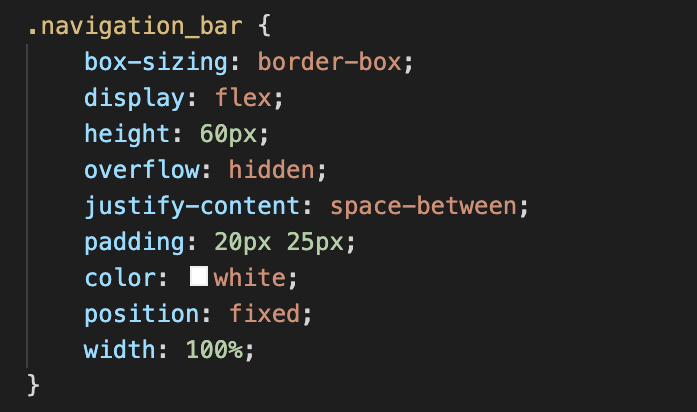 .navigation_bar {
box-sizing: border-box;
display: flex;
height: 60px;
overflow: hidden;
justify-content: space-between;
padding: 20px 25px;
color: white;
position: fixed;
width: 100%;
}